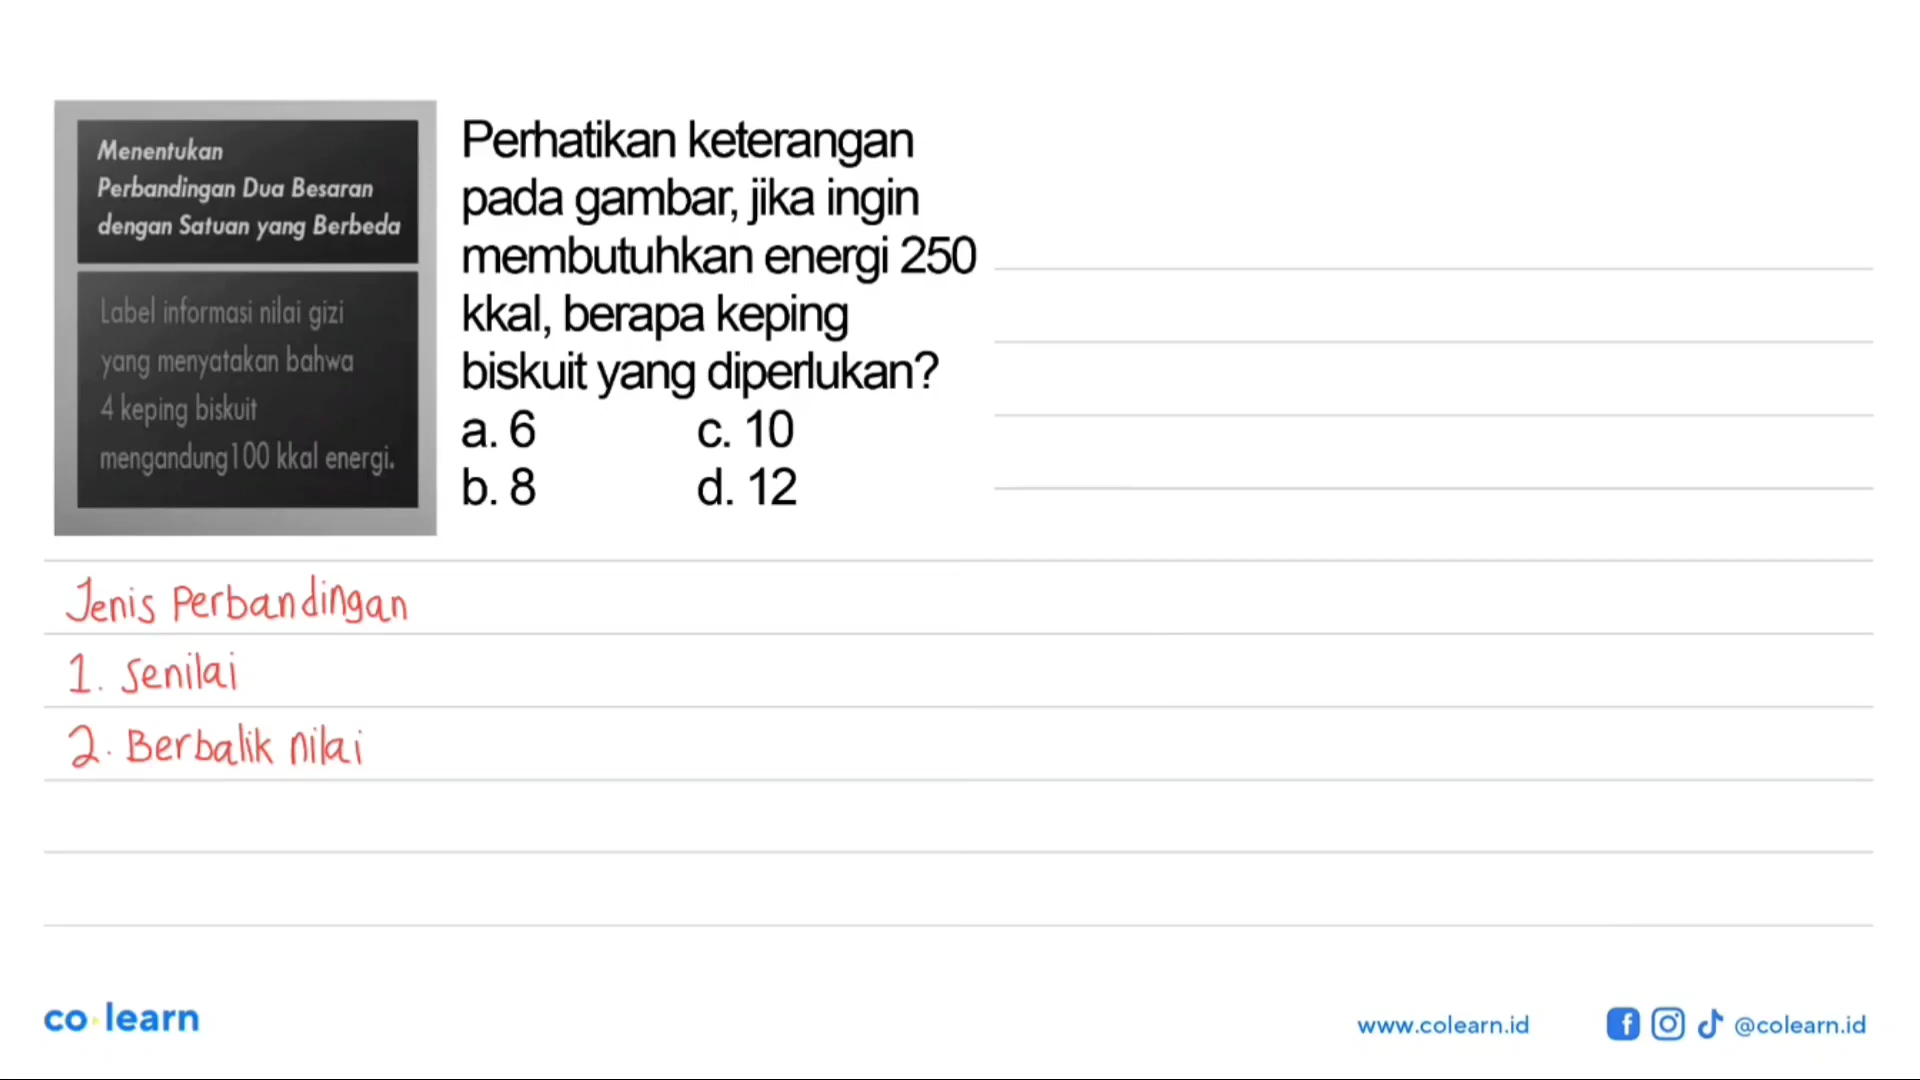 Menentukan
Perbandingan Dua Besaran
dengan Satuan yang Berbeda
Label informasi nilai gizi
yang menyatakan bahwa
4 keping biskuit
mengandung100 kkal energi.
Perhatikan keterangan
pada gambar, jika ingin
membutuhkan energi 250
kkal, berapa keping
biskuit yang diperlukan?
a. 6 c. 10
b. 8 d. 12
Jenis Perbandingan
1. Senilai
2. Berbalik nilai
co learn
www.colearn.id
@colearn.id